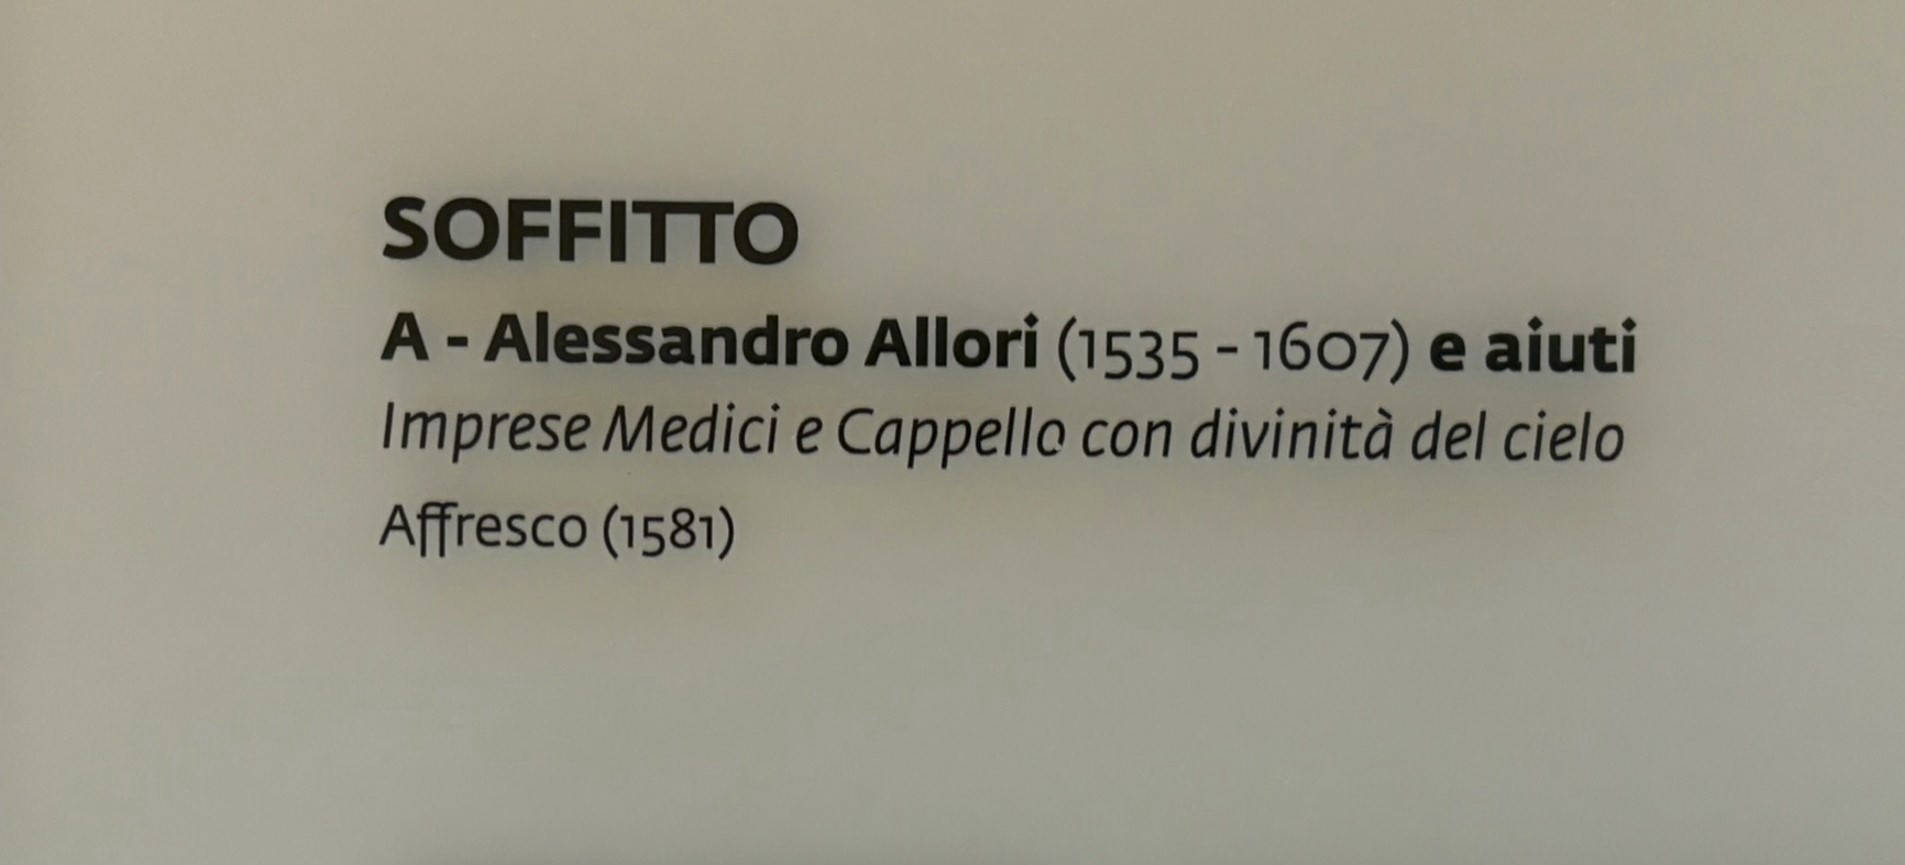 SOFFITTO
A - Alessandro Allori (1535 - 1607) e aiuti
Imprese Medici e Cappello con divinità del cielo
Affresco (1581)